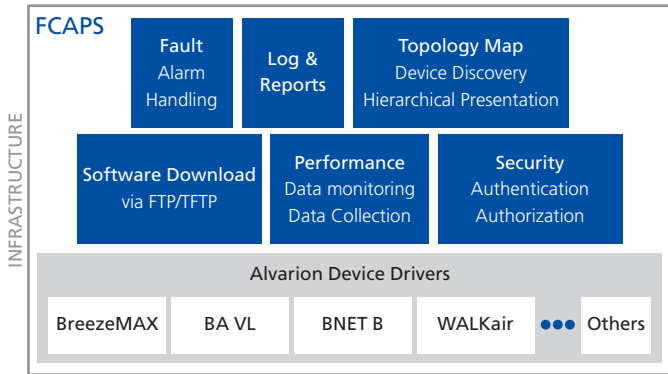 FCAPS
INFRASTRUCTURE
Fault
Alarm
Handling
Log &
Reports
Topology Map
Device Discovery
Hierarchical Presentation
Software Download
via FTP/TFTP
Performance
Data monitoring
Data Collection
Security
Authentication
Authorization
Alvarion Device Drivers
BreezeMAX
BA VL
BNET B
WALKair
Others